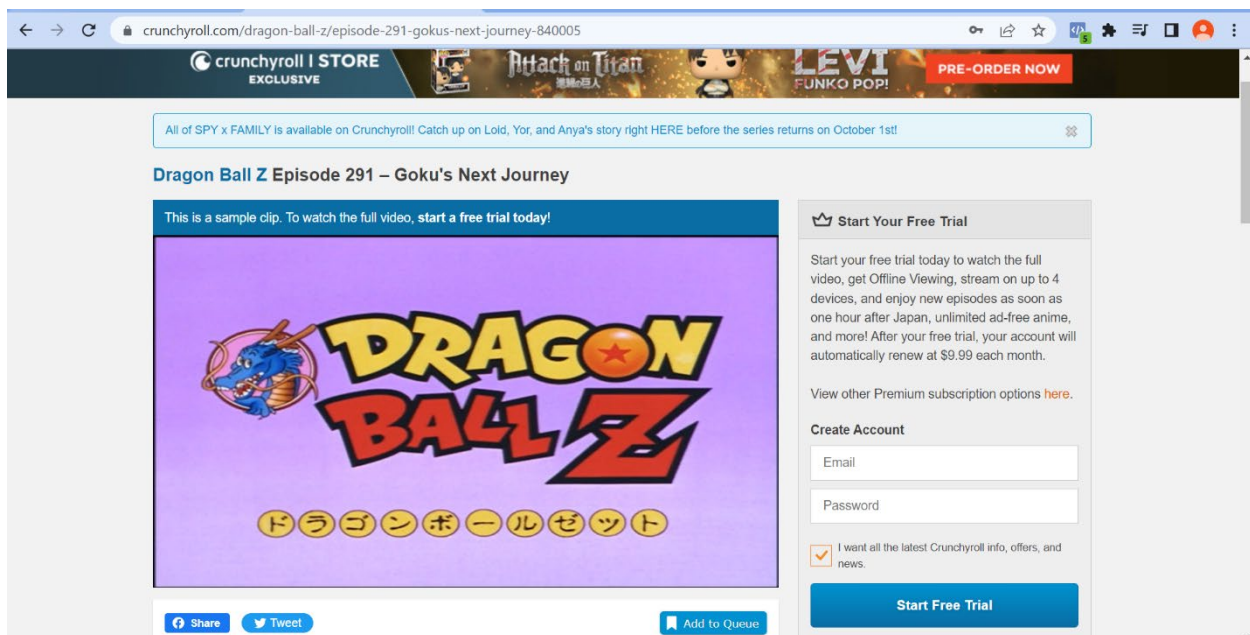 crunchyroll.com/dragon-ball-z/episode-291-gokus-next-journey-840005
5
crunchyroll | STORE
EXCLUSIVE
Attack on Titan
進撃の巨人
LEVI
FUNKO POP!
PRE-ORDER NOW
All of SPY x FAMILY is available on Crunchyroll! Catch up on Loid, Yor, and Anya's story right HERE before the series returns on October 1st!
Dragon Ball Z Episode 291 – Goku's Next Journey
This is a sample clip. To watch the full video, start a free trial today!
DRAGON
BALL Z
ドラゴンボールゼット
Share
Tweet
Add to Queue
Start Your Free Trial
Start your free trial today to watch the full
video, get Offline Viewing, stream on up to 4
devices, and enjoy new episodes as soon as
one hour after Japan, unlimited ad-free anime,
and more! After your free trial, your account will
automatically renew at $9.99 each month.
View other Premium subscription options here.
Create Account
Email
Password
I want all the latest Crunchyroll info, offers, and
news.
Start Free Trial